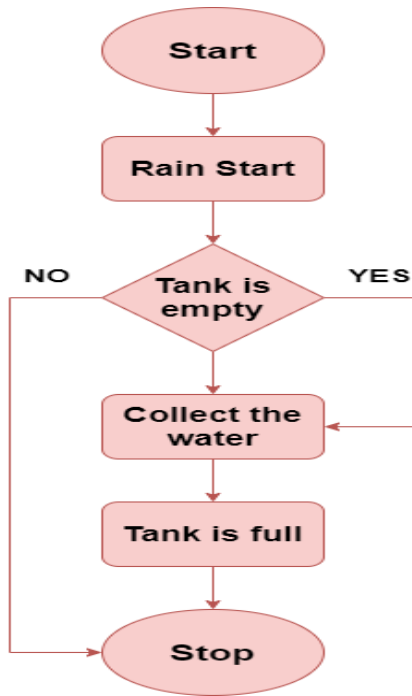 Start
Rain Start
NO
YES
Tank is
empty
Collect the
water
Tank is full
Stop